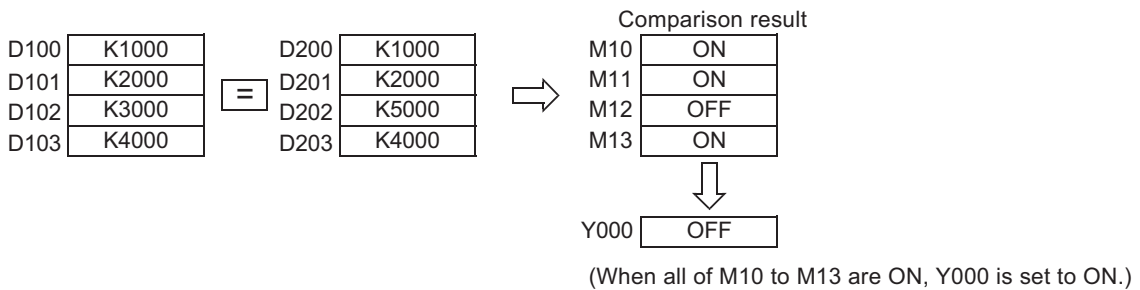 Comparison result
D100 K1000 D200 K1000 M10 ON
D101 K2000 = D201 K2000 M11 ON
D102 K3000 D202 K5000 M12 OFF
D103 K4000 D203 K4000 M13 ON
Y000 OFF
(When all of M10 to M13 are ON, Y000 is set to ON.)